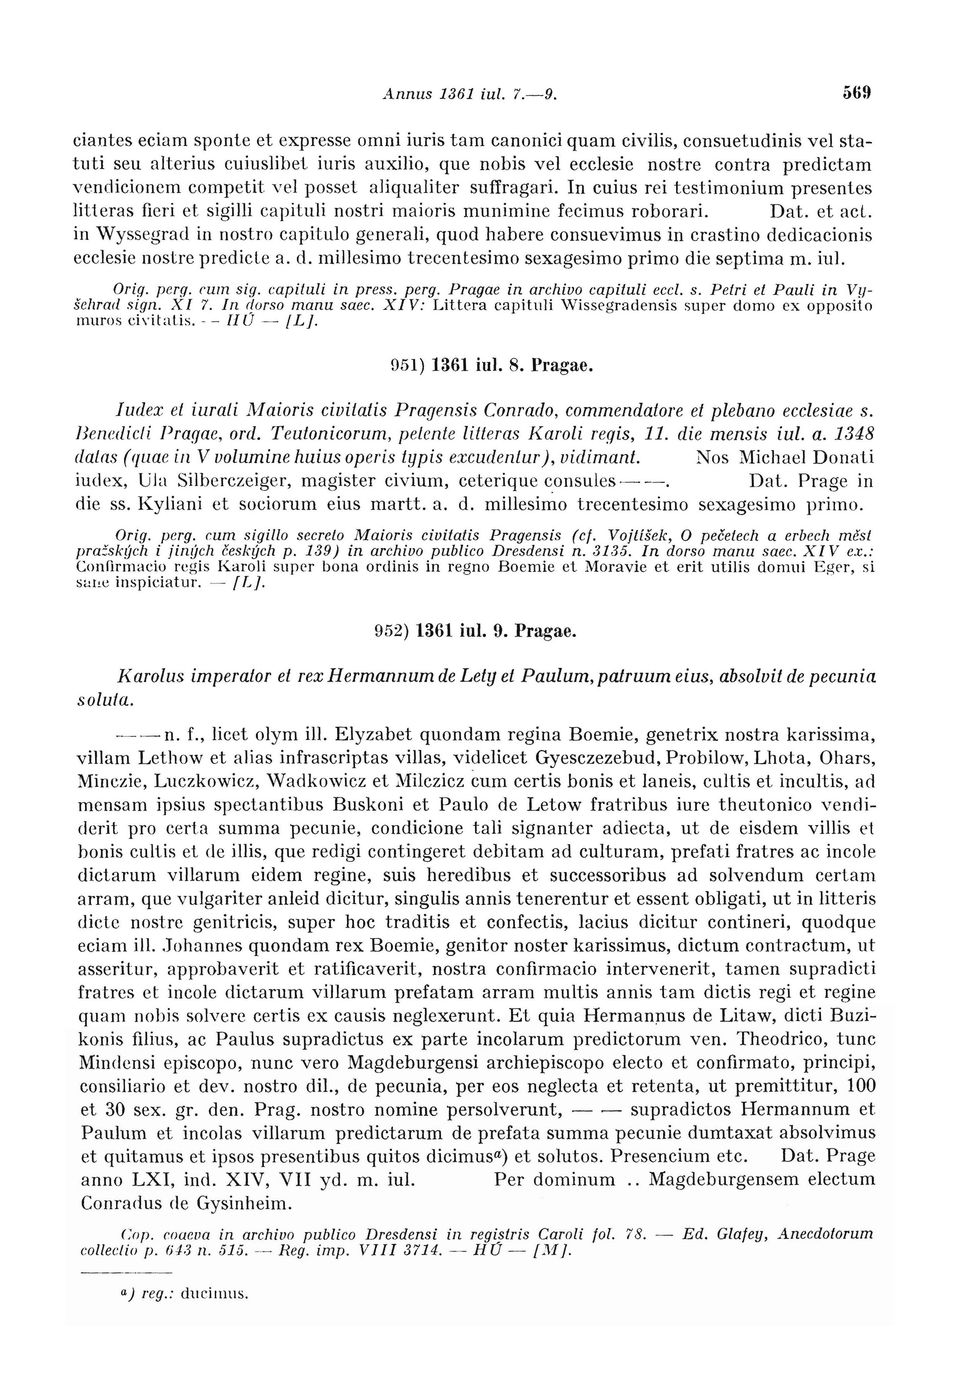 Annus 1361 iul. 7.—9. 569
ciantes eciam sponte et expresse omni iuris tam canonici quam civilis, consuetudinis vel sta-
tuti seu alterius cuiuslibet iuris auxilio, que nobis vel ecclesie nostre contra predictam
vendicionem competit vel posset aliqualiter suffragari. In cuius rei testimonium presentes
litteras fieri et sigilli capituli nostri maioris munimine fecimus roborari. Dat. et act.
in Wyssegrad in nostro capitulo generali, quod habere consuevimus in crastino dedicacionis
ecclesie nostre predicte a. d. millesimo trecentesimo sexagesimo primo die septima m. iul.
Orig. perg. cum sig. capituli in press. perg. Pragae in archivo capituli eccl. s. Petri et Pauli in Vy-
šehrad sign. XI 7. In dorso manu saec. XIV: Littera capituli Wissegradensis super domo ex opposito
muros civitatis. -- HÚ — [L].
951) 1361 iul. 8. Pragae.
Iudex et iurati Maioris civitatis Pragensis Conrado, commendatore et plebano ecclesiae s.
Benedicti Pragae, ord. Teutonicorum, petente litteras Karoli regis, 11. die mensis iul. a. 1348
datas (quae in V volumine huius operis typis excudentur), vidimant. Nos Michael Donati
iudex, Ula Silberczeiger, magister civium, ceterique consules — —. Dat. Prage in
die ss. Kyliani et sociorum eius martt. a. d. millesimo trecentesimo sexagesimo primo.
Orig. perg. cum sigillo secreto Maioris civitatis Pragensis (cf. Vojtíšek, O pečetech a erbech měst
pražských i jiných českých p. 139) in archivo publico Dresdensi n. 3135. In dorso manu saec. XIV ex.:
Confirmacio regis Karoli super bona ordinis in regno Boemie et Moravie et erit utilis domui Eger, si
sane inspiciatur. — [L].
952) 1361 iul. 9. Pragae.
Karolus imperator et rex Hermannum de Lety et Paulum, patruum eius, absolvit de pecunia
soluta.
— — n. f., licet olym ill. Elyzabet quondam regina Boemie, genetrix nostra karissima,
villam Lethow et alias infrascriptas villas, videlicet Gyesczezebud, Probilow, Lhota, Ohars,
Minczie, Luczkowicz, Wadkowicz et Milczicz cum certis bonis et laneis, cultis et incultis, ad
mensam ipsius spectantibus Buskoni et Paulo de Letow fratribus iure theutonico vendi-
derit pro certa summa pecunie, condicione tali signanter adiecta, ut de eisdem villis et
bonis cultis et de illis, que redigi contingeret debitam ad culturam, prefati fratres ac incole
dictarum villarum eidem regine, suis heredibus et successoribus ad solvendum certam
arram, que vulgariter anleid dicitur, singulis annis tenerentur et essent obligati, ut in litteris
dicte nostre genitricis, super hoc traditis et confectis, lacius dicitur contineri, quodque
eciam ill. Johannes quondam rex Boemie, genitor noster karissimus, dictum contractum, ut
asseritur, approbaverit et ratificaverit, nostra confirmacio intervenerit, tamen supradicti
fratres et incole dictarum villarum prefatam arram multis annis tam dictis regi et regine
quam nobis solvere certis ex causis neglexerunt. Et quia Hermannus de Litaw, dicti Buzi-
konis filius, ac Paulus supradictus ex parte incolarum predictorum ven. Theodrico, tunc
Mindensi episcopo, nunc vero Magdeburgensi archiepiscopo electo et confirmato, principi,
consiliario et dev. nostro dil., de pecunia, per eos neglecta et retenta, ut premittitur, 100
et 30 sex. gr. den. Prag. nostro nomine persolverunt, — — supradictos Hermannum et
Paulum et incolas villarum predictarum de prefata summa pecunie dumtaxat absolvimus
et quitamus et ipsos presentibus quitos dicimusa) et solutos. Presencium etc. Dat. Prage
anno LXI, ind. XIV, VII yd. m. iul. Per dominum .. Magdeburgensem electum
Conradus de Gysinheim.
Cop. coaeva in archivo publico Dresdensi in registris Caroli fol. 78. — Ed. Glafey, Anecdotorum
collectio p. 643 n. 515. — Reg. imp. VIII 3714. — HÚ — [M].
a) reg.: ducimus.